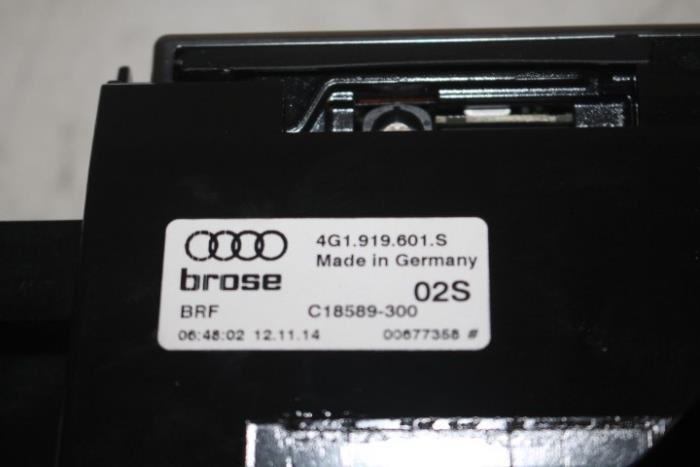 4G1.919.601.S
Made in Germany
brose
02S
BRF C18589-300
06:48:02 12.11.14 00677358 #